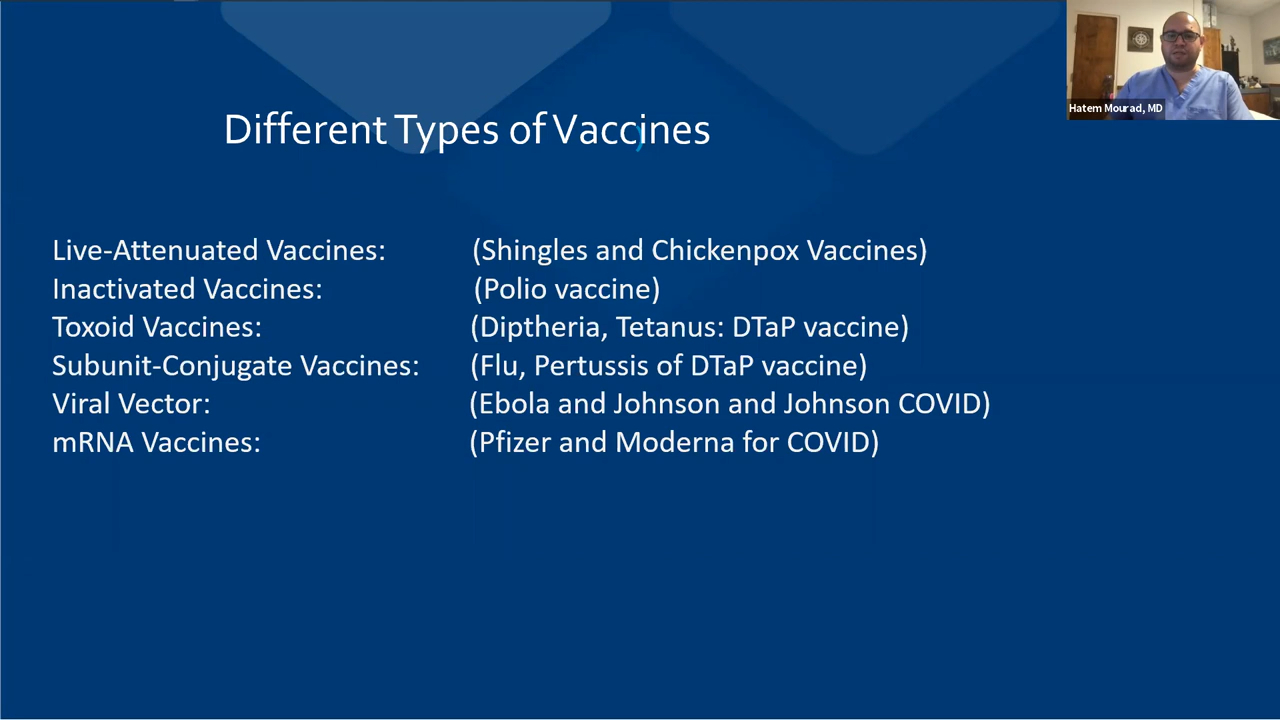 Hatem Mourad, MD
Different Types of Vaccines
Live-Attenuated Vaccines: (Shingles and Chickenpox Vaccines)
Inactivated Vaccines: (Polio vaccine)
Toxoid Vaccines: (Diptheria, Tetanus: DTaP vaccine)
Subunit-Conjugate Vaccines: (Flu, Pertussis of DTaP vaccine)
Viral Vector: (Ebola and Johnson and Johnson COVID)
mRNA Vaccines: (Pfizer and Moderna for COVID)